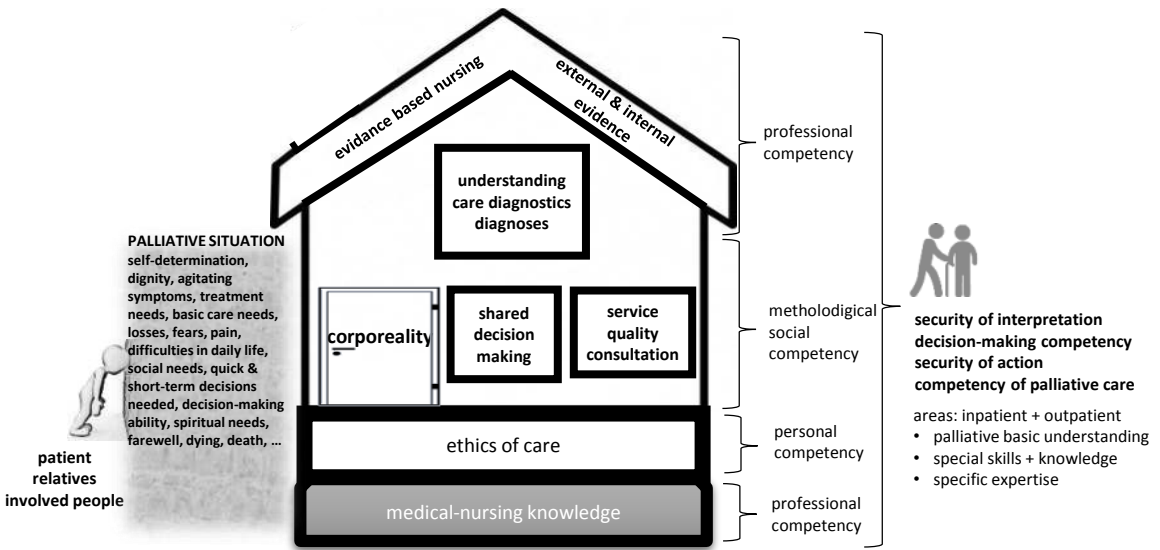 evidance based nursing
external & internal
evidence
understanding
care diagnostics
diagnoses
corporeality
shared
decision
making
service
quality
consultation
ethics of care
medical-nursing knowledge
PALLIATIVE SITUATION
self-determination,
dignity, agitating
symptoms, treatment
needs, basic care needs,
losses, fears, pain,
difficulties in daily life,
social needs, quick &
short-term decisions
needed, decision-making
ability, spiritual needs,
farewell, dying, death, ...
patient
relatives
involved people
professional
competency
metholodigical
social
competency
personal
competency
professional
competency
security of interpretation
decision-making competency
security of action
competency of palliative care
areas: inpatient + outpatient
• palliative basic understanding
• special skills + knowledge
• specific expertise